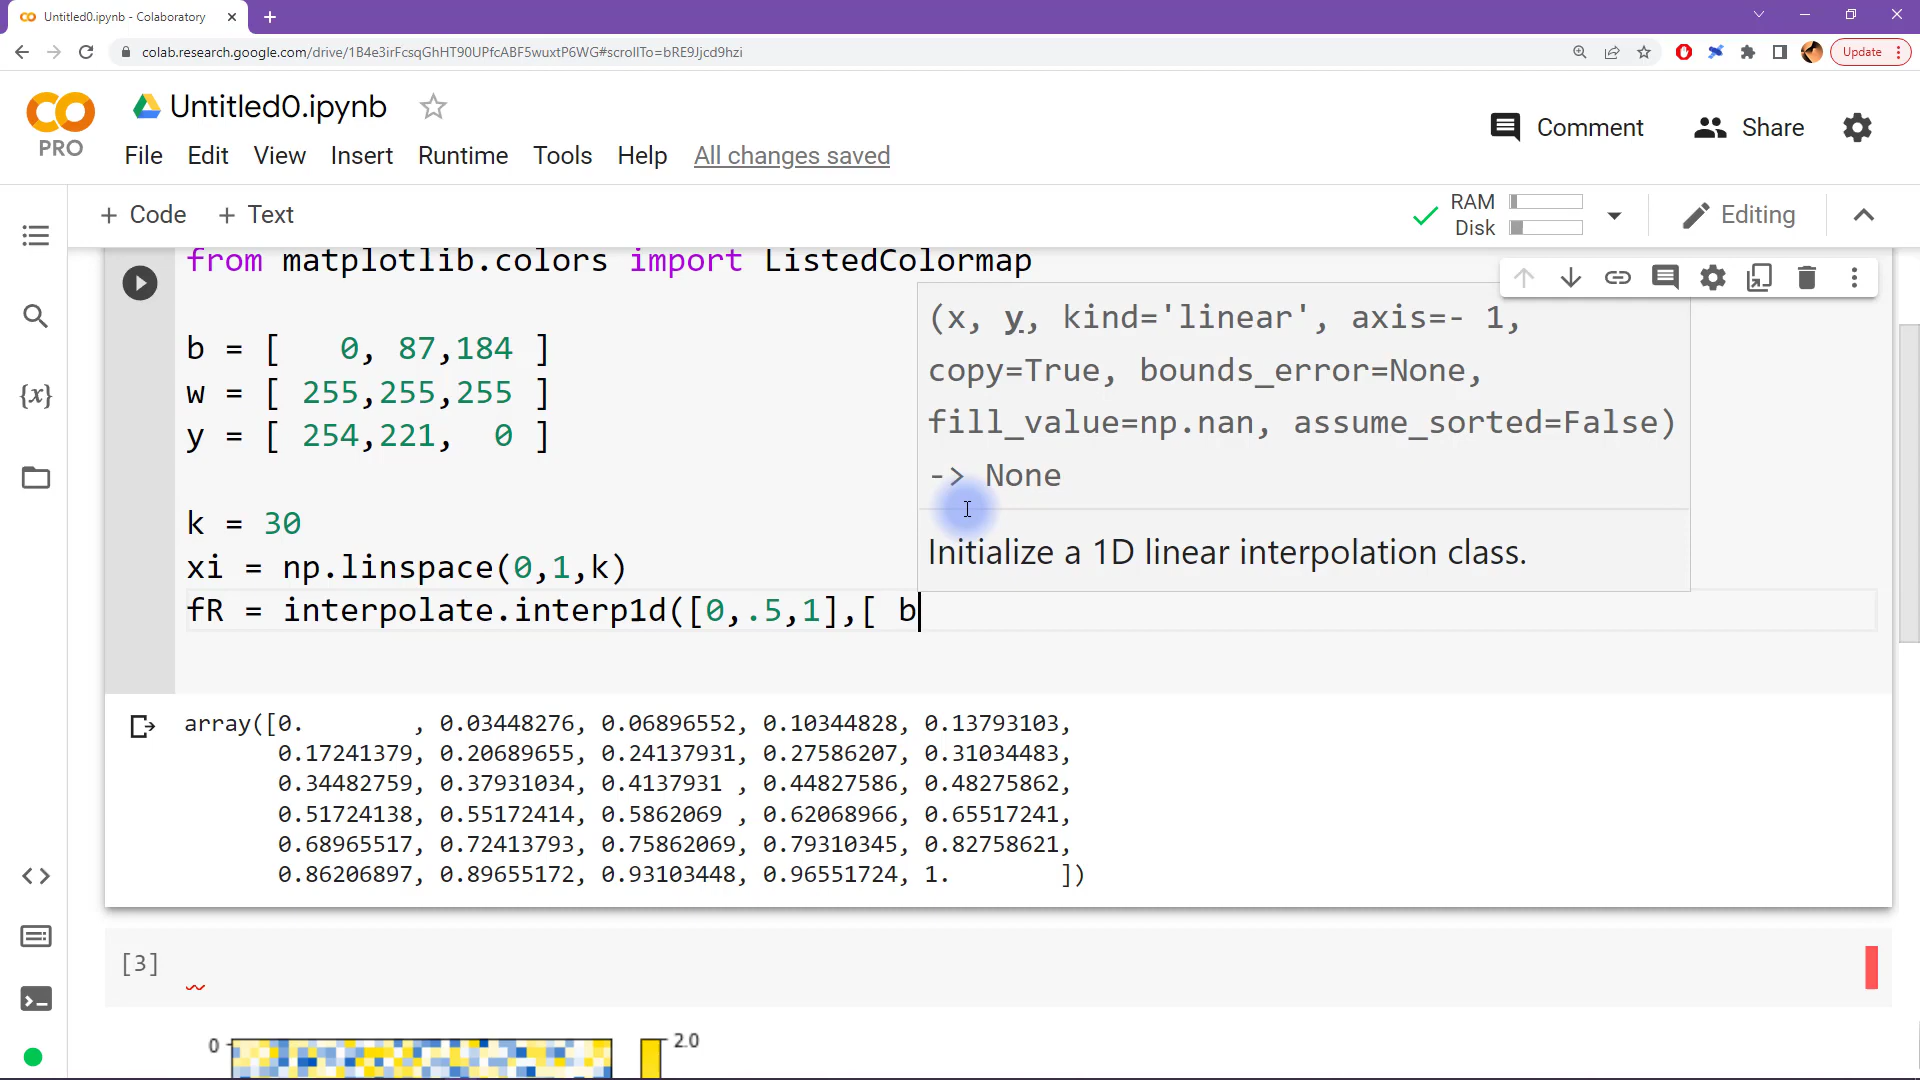 Untitled0.ipynb - Colaboratory
colab.research.google.com/drive/1B4e3irFcsqGhHT90UPfcABF5wuxtP6WG#scrollTo=bRE9Jjcd9hzi
Update
PRO
Untitled0.ipynb
File Edit View Insert Runtime Tools Help All changes saved
Comment Share
+ Code + Text
RAM
Disk
Editing
from matplotlib.colors import ListedColormap
b = [   0, 87,184 ]
w = [ 255,255,255 ]
y = [ 254,221,  0 ]
k = 30
xi = np.linspace(0,1,k)
fR = interpolate.interp1d([0,.5,1],[ b
(x, y, kind='linear', axis=- 1,
copy=True, bounds_error=None,
fill_value=np.nan, assume_sorted=False)
-> None
Initialize a 1D linear interpolation class.
{x}
array([0.        , 0.03448276, 0.06896552, 0.10344828, 0.13793103,
0.17241379, 0.20689655, 0.24137931, 0.27586207, 0.31034483,
0.34482759, 0.37931034, 0.4137931 , 0.44827586, 0.48275862,
0.51724138, 0.55172414, 0.5862069 , 0.62068966, 0.65517241,
0.68965517, 0.72413793, 0.75862069, 0.79310345, 0.82758621,
0.86206897, 0.89655172, 0.93103448, 0.96551724, 1.        ])
[3]
0
2.0